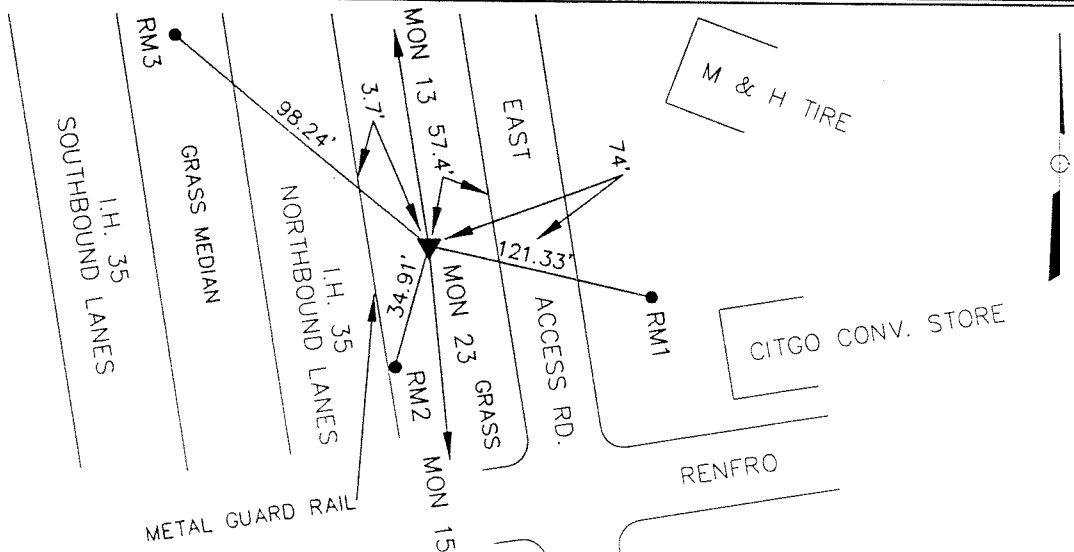 RM3
MON 13
M & H TIRE
3.7'
57.4'
EAST
74'
98.24'
I.H. 35
SOUTHBOUND LANES
GRASS MEDIAN
I.H. 35
NORTHBOUND LANES
121.33'
34.91'
MON 23
GRASS
ACCESS RD.
RM1
CITGO CONV. STORE
RM2
RENFRO
METAL GUARD RAIL
MON 15